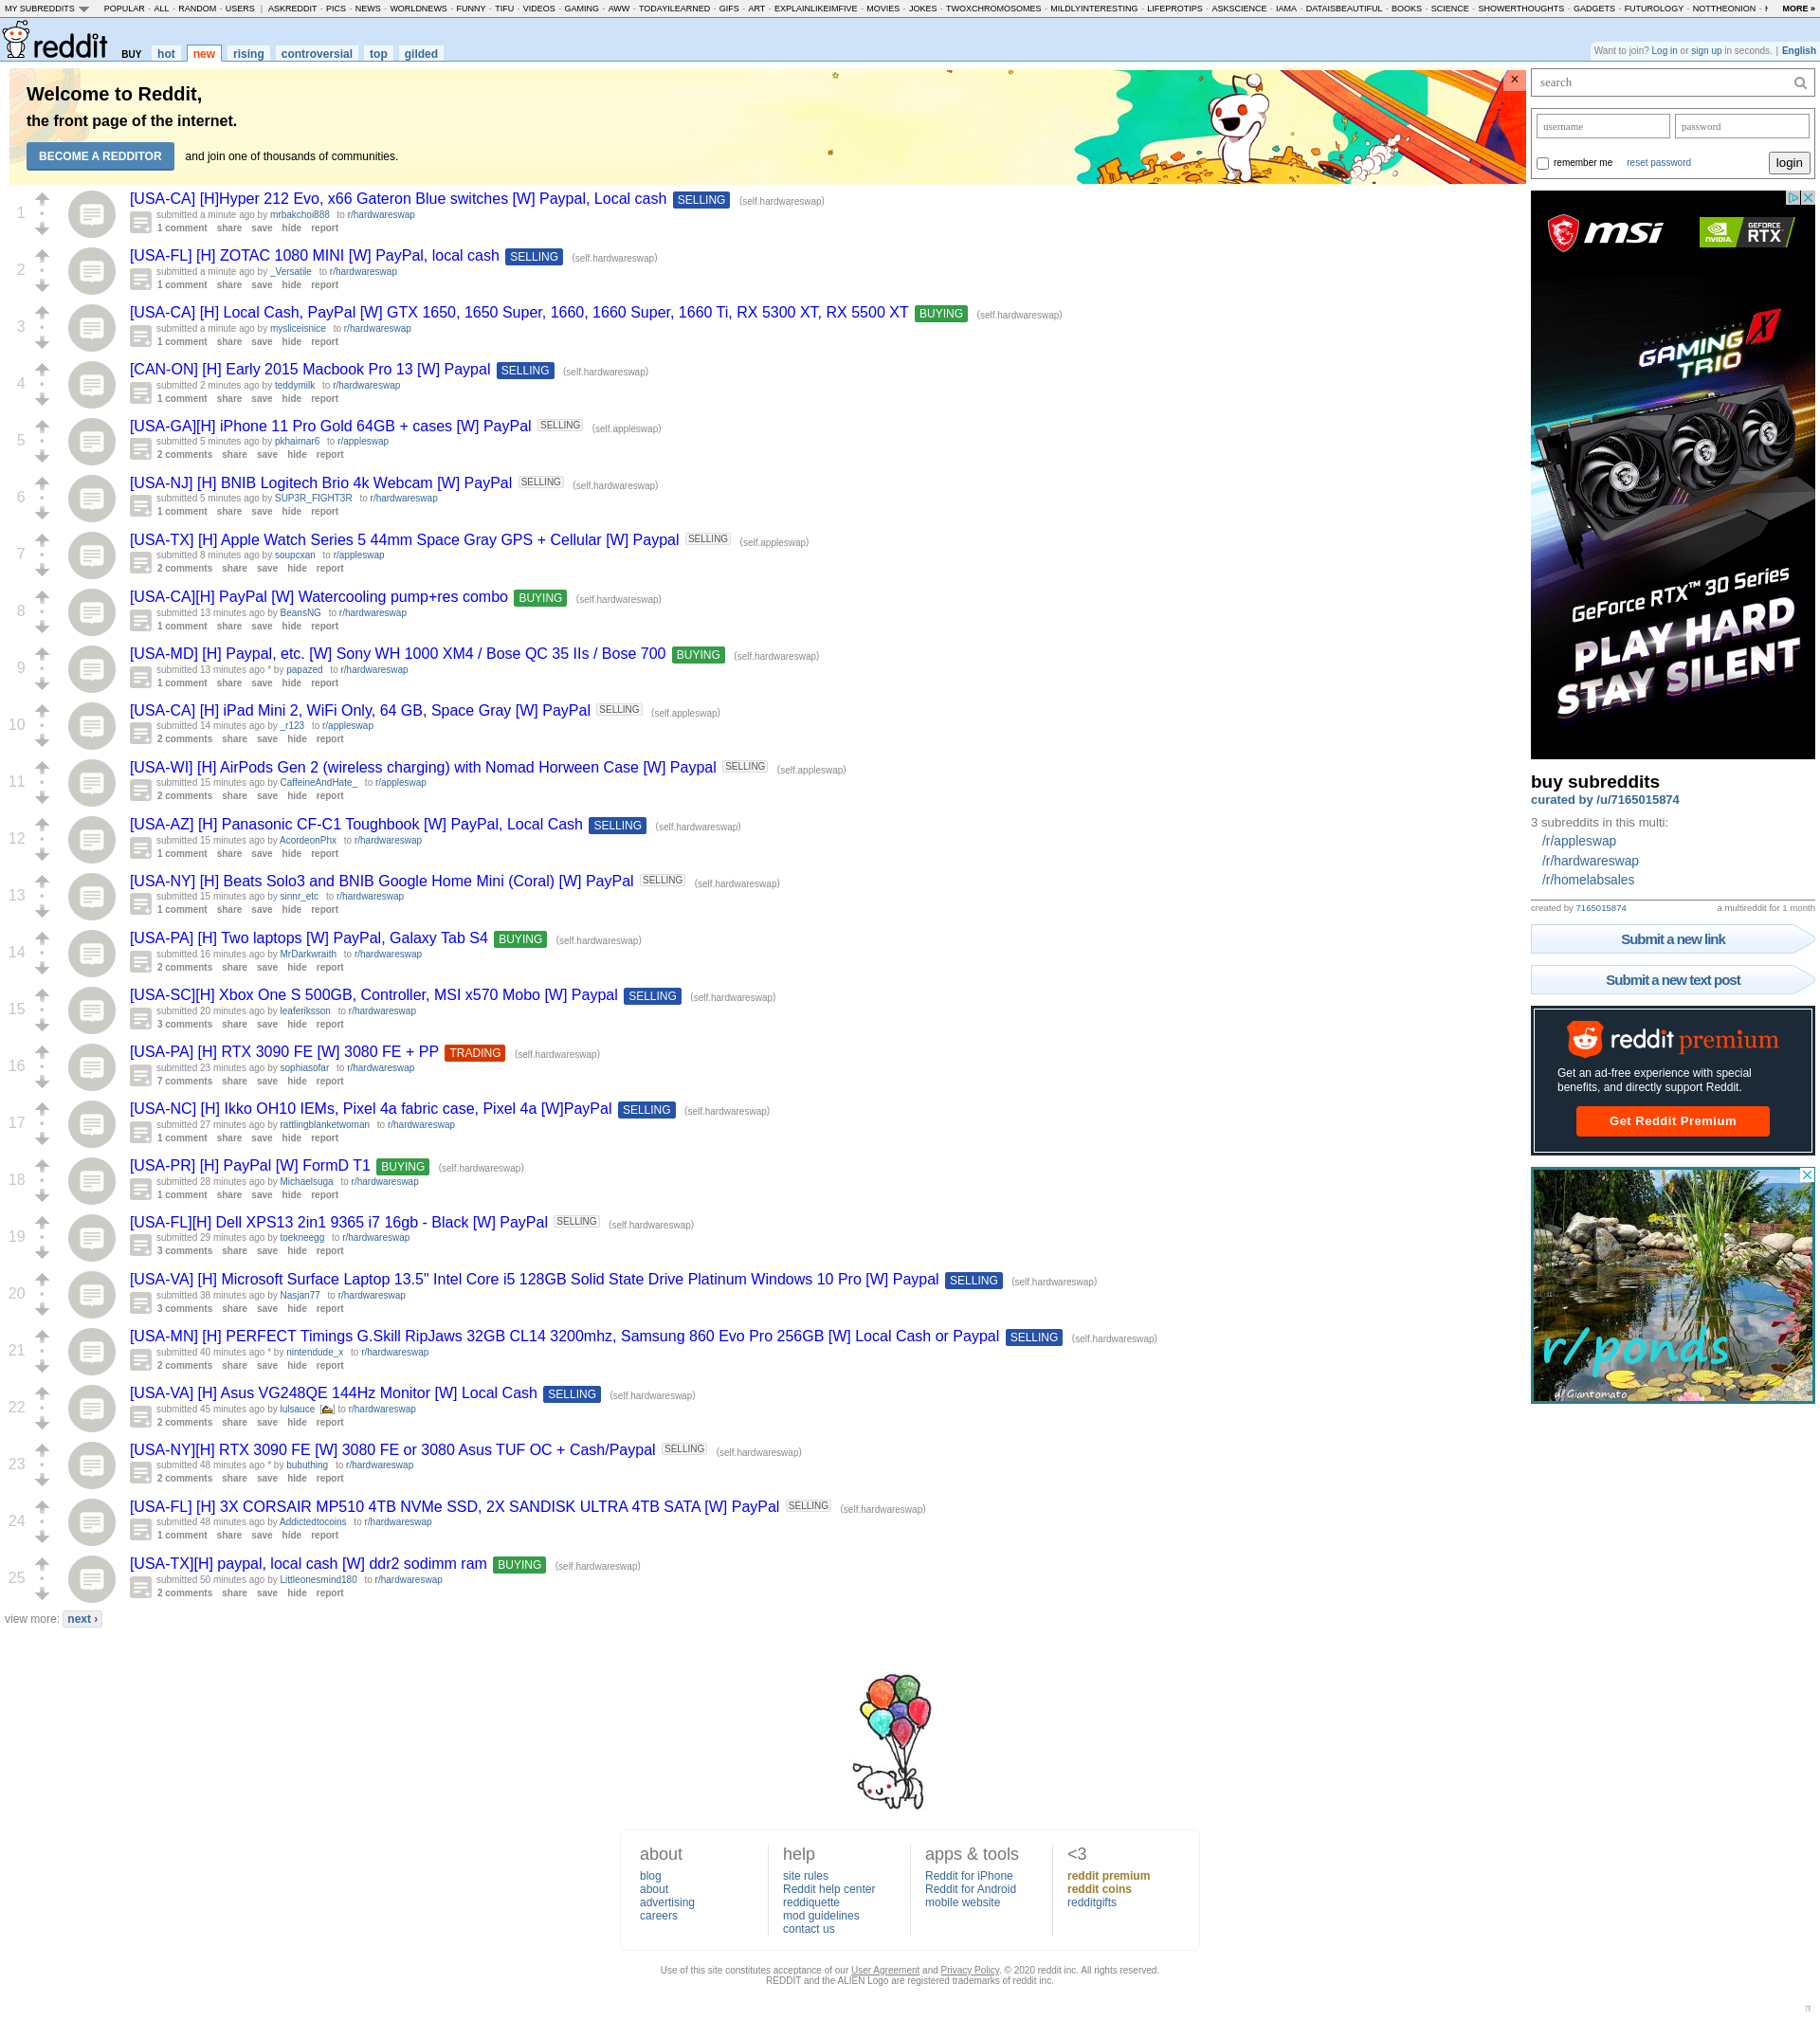 MY SUBREDDITS POPULAR - ALL - RANDOM - USERS | ASKREDDIT - PICS - NEWS - WORLDNEWS - FUNNY - TIFU - VIDEOS - GAMING - AWW - TODAYILEARNED - GIFS - ART - EXPLAINLIKEIMFIVE - MOVIES - JOKES - TWOXCHROMOSOMES - MILDLYINTERESTING - LIFEPROTIPS - ASKSCIENCE - IAMA - DATAISBEAUTIFUL - BOOKS - SCIENCE - SHOWERTHOUGHTS - GADGETS - FUTUROLOGY - NOTTHEONION - MORE »
reddit BUY hot new rising controversial top gilded
Want to join? Log in or sign up in seconds. | English
Welcome to Reddit,
the front page of the internet.
BECOME A REDDITOR and join one of thousands of communities.
×
1
[USA-CA] [H]Hyper 212 Evo, x66 Gateron Blue switches [W] Paypal, Local cash SELLING (self.hardwareswap)
submitted a minute ago by mrbakchoi888 to r/hardwareswap
1 comment share save hide report
2
[USA-FL] [H] ZOTAC 1080 MINI [W] PayPal, local cash SELLING (self.hardwareswap)
submitted a minute ago by _Versatile to r/hardwareswap
1 comment share save hide report
3
[USA-CA] [H] Local Cash, PayPal [W] GTX 1650, 1650 Super, 1660, 1660 Super, 1660 Ti, RX 5300 XT, RX 5500 XT BUYING (self.hardwareswap)
submitted a minute ago by mysliceisnice to r/hardwareswap
1 comment share save hide report
4
[CAN-ON] [H] Early 2015 Macbook Pro 13 [W] Paypal SELLING (self.hardwareswap)
submitted 2 minutes ago by teddymilk to r/hardwareswap
1 comment share save hide report
5
[USA-GA][H] iPhone 11 Pro Gold 64GB + cases [W] PayPal SELLING (self.appleswap)
submitted 5 minutes ago by pkhairnar6 to r/appleswap
2 comments share save hide report
6
[USA-NJ] [H] BNIB Logitech Brio 4k Webcam [W] PayPal SELLING (self.hardwareswap)
submitted 5 minutes ago by SUP3R_FIGHT3R to r/hardwareswap
1 comment share save hide report
7
[USA-TX] [H] Apple Watch Series 5 44mm Space Gray GPS + Cellular [W] Paypal SELLING (self.appleswap)
submitted 8 minutes ago by soupcxan to r/appleswap
2 comments share save hide report
8
[USA-CA][H] PayPal [W] Watercooling pump+res combo BUYING (self.hardwareswap)
submitted 13 minutes ago by BeansNG to r/hardwareswap
1 comment share save hide report
9
[USA-MD] [H] Paypal, etc. [W] Sony WH 1000 XM4 / Bose QC 35 IIs / Bose 700 BUYING (self.hardwareswap)
submitted 13 minutes ago * by papazed to r/hardwareswap
1 comment share save hide report
10
[USA-CA] [H] iPad Mini 2, WiFi Only, 64 GB, Space Gray [W] PayPal SELLING (self.appleswap)
submitted 14 minutes ago by _r123 to r/appleswap
2 comments share save hide report
11
[USA-WI] [H] AirPods Gen 2 (wireless charging) with Nomad Horween Case [W] Paypal SELLING (self.appleswap)
submitted 15 minutes ago by CaffeineAndHate_ to r/appleswap
2 comments share save hide report
12
[USA-AZ] [H] Panasonic CF-C1 Toughbook [W] PayPal, Local Cash SELLING (self.hardwareswap)
submitted 15 minutes ago by AcordeonPhx to r/hardwareswap
1 comment share save hide report
13
[USA-NY] [H] Beats Solo3 and BNIB Google Home Mini (Coral) [W] PayPal SELLING (self.hardwareswap)
submitted 15 minutes ago by sinnr_etc to r/hardwareswap
1 comment share save hide report
14
[USA-PA] [H] Two laptops [W] PayPal, Galaxy Tab S4 BUYING (self.hardwareswap)
submitted 16 minutes ago by MrDarkwraith to r/hardwareswap
2 comments share save hide report
15
[USA-SC][H] Xbox One S 500GB, Controller, MSI x570 Mobo [W] Paypal SELLING (self.hardwareswap)
submitted 20 minutes ago by leaferiksson to r/hardwareswap
3 comments share save hide report
16
[USA-PA] [H] RTX 3090 FE [W] 3080 FE + PP TRADING (self.hardwareswap)
submitted 23 minutes ago by sophiasofar to r/hardwareswap
7 comments share save hide report
17
[USA-NC] [H] Ikko OH10 IEMs, Pixel 4a fabric case, Pixel 4a [W]PayPal SELLING (self.hardwareswap)
submitted 27 minutes ago by rattlingblanketwoman to r/hardwareswap
1 comment share save hide report
18
[USA-PR] [H] PayPal [W] FormD T1 BUYING (self.hardwareswap)
submitted 28 minutes ago by Michaelsuga to r/hardwareswap
1 comment share save hide report
19
[USA-FL][H] Dell XPS13 2in1 9365 i7 16gb - Black [W] PayPal SELLING (self.hardwareswap)
submitted 29 minutes ago by toekneegg to r/hardwareswap
3 comments share save hide report
20
[USA-VA] [H] Microsoft Surface Laptop 13.5" Intel Core i5 128GB Solid State Drive Platinum Windows 10 Pro [W] Paypal SELLING (self.hardwareswap)
submitted 38 minutes ago by Nasjan77 to r/hardwareswap
3 comments share save hide report
21
[USA-MN] [H] PERFECT Timings G.Skill RipJaws 32GB CL14 3200mhz, Samsung 860 Evo Pro 256GB [W] Local Cash or Paypal SELLING (self.hardwareswap)
submitted 40 minutes ago * by nintendude_x to r/hardwareswap
2 comments share save hide report
22
[USA-VA] [H] Asus VG248QE 144Hz Monitor [W] Local Cash SELLING (self.hardwareswap)
submitted 45 minutes ago by lulsauce [] to r/hardwareswap
2 comments share save hide report
23
[USA-NY][H] RTX 3090 FE [W] 3080 FE or 3080 Asus TUF OC + Cash/Paypal SELLING (self.hardwareswap)
submitted 48 minutes ago * by bubuthing to r/hardwareswap
2 comments share save hide report
24
[USA-FL] [H] 3X CORSAIR MP510 4TB NVMe SSD, 2X SANDISK ULTRA 4TB SATA [W] PayPal SELLING (self.hardwareswap)
submitted 48 minutes ago by Addictedtocoins to r/hardwareswap
1 comment share save hide report
25
[USA-TX][H] paypal, local cash [W] ddr2 sodimm ram BUYING (self.hardwareswap)
submitted 50 minutes ago by Littleonesmind180 to r/hardwareswap
2 comments share save hide report
view more: next ›
search
username password
remember me reset password login
msi NVIDIA. GEFORCE RTX
GAMING X
TRIO
GeForce RTX™ 30 Series
PLAY HARD
STAY SILENT
buy subreddits
curated by /u/7165015874
3 subreddits in this multi:
/r/appleswap
/r/hardwareswap
/r/homelabsales
created by 7165015874 a multireddit for 1 month
Submit a new link
Submit a new text post
reddit premium
Get an ad-free experience with special
benefits, and directly support Reddit.
Get Reddit Premium
r/ponds
u/Giantomato
about
blog
about
advertising
careers
help
site rules
Reddit help center
reddiquette
mod guidelines
contact us
apps & tools
Reddit for iPhone
Reddit for Android
mobile website
<3
reddit premium
reddit coins
redditgifts
Use of this site constitutes acceptance of our User Agreement and Privacy Policy. © 2020 reddit inc. All rights reserved.
REDDIT and the ALIEN Logo are registered trademarks of reddit inc.
π